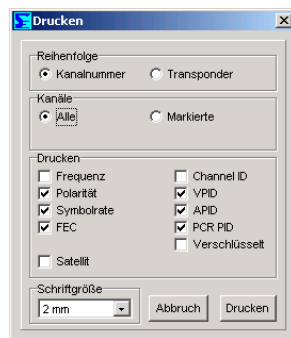 Drucken
Reihenfolge
Kanalnummer Transponder
Kanäle
Alle Markierte
Drucken
Frequenz Channel ID
Polarität VPID
Symbolrate APID
FEC PCR PID
Verschlüsselt
Satellit
Schriftgröße
2 mm Abbruch Drucken